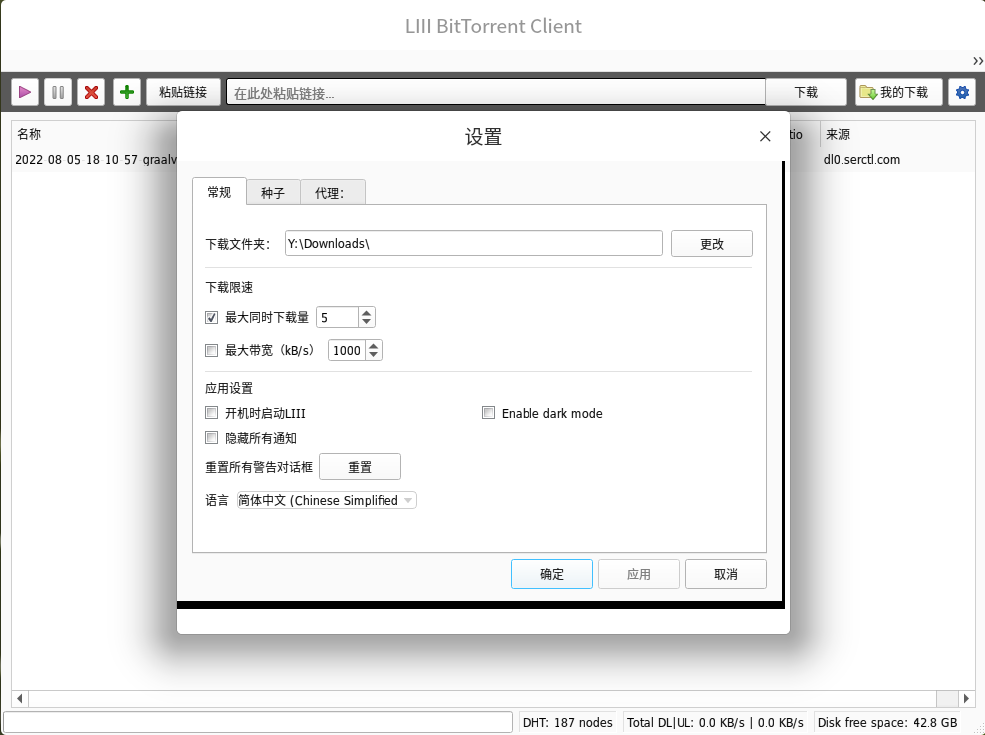 LIII BitTorrent Client
»
粘贴链接 在此处粘贴链接... 下载 我的下载
名称 tio 来源
2022 08 05 18 10 57 graalv dl0.serctl.com
设置
常规 种子 代理：
下载文件夹： Y:\Downloads\ 更改
下载限速
最大同时下载量 5
最大带宽（kB/s） 1000
应用设置
开机时启动LIII Enable dark mode
隐藏所有通知
重置所有警告对话框 重置
语言 简体中文 (Chinese Simplified
确定 应用 取消
DHT: 187 nodes Total DL|UL: 0.0 KB/s | 0.0 KB/s Disk free space: 42.8 GB